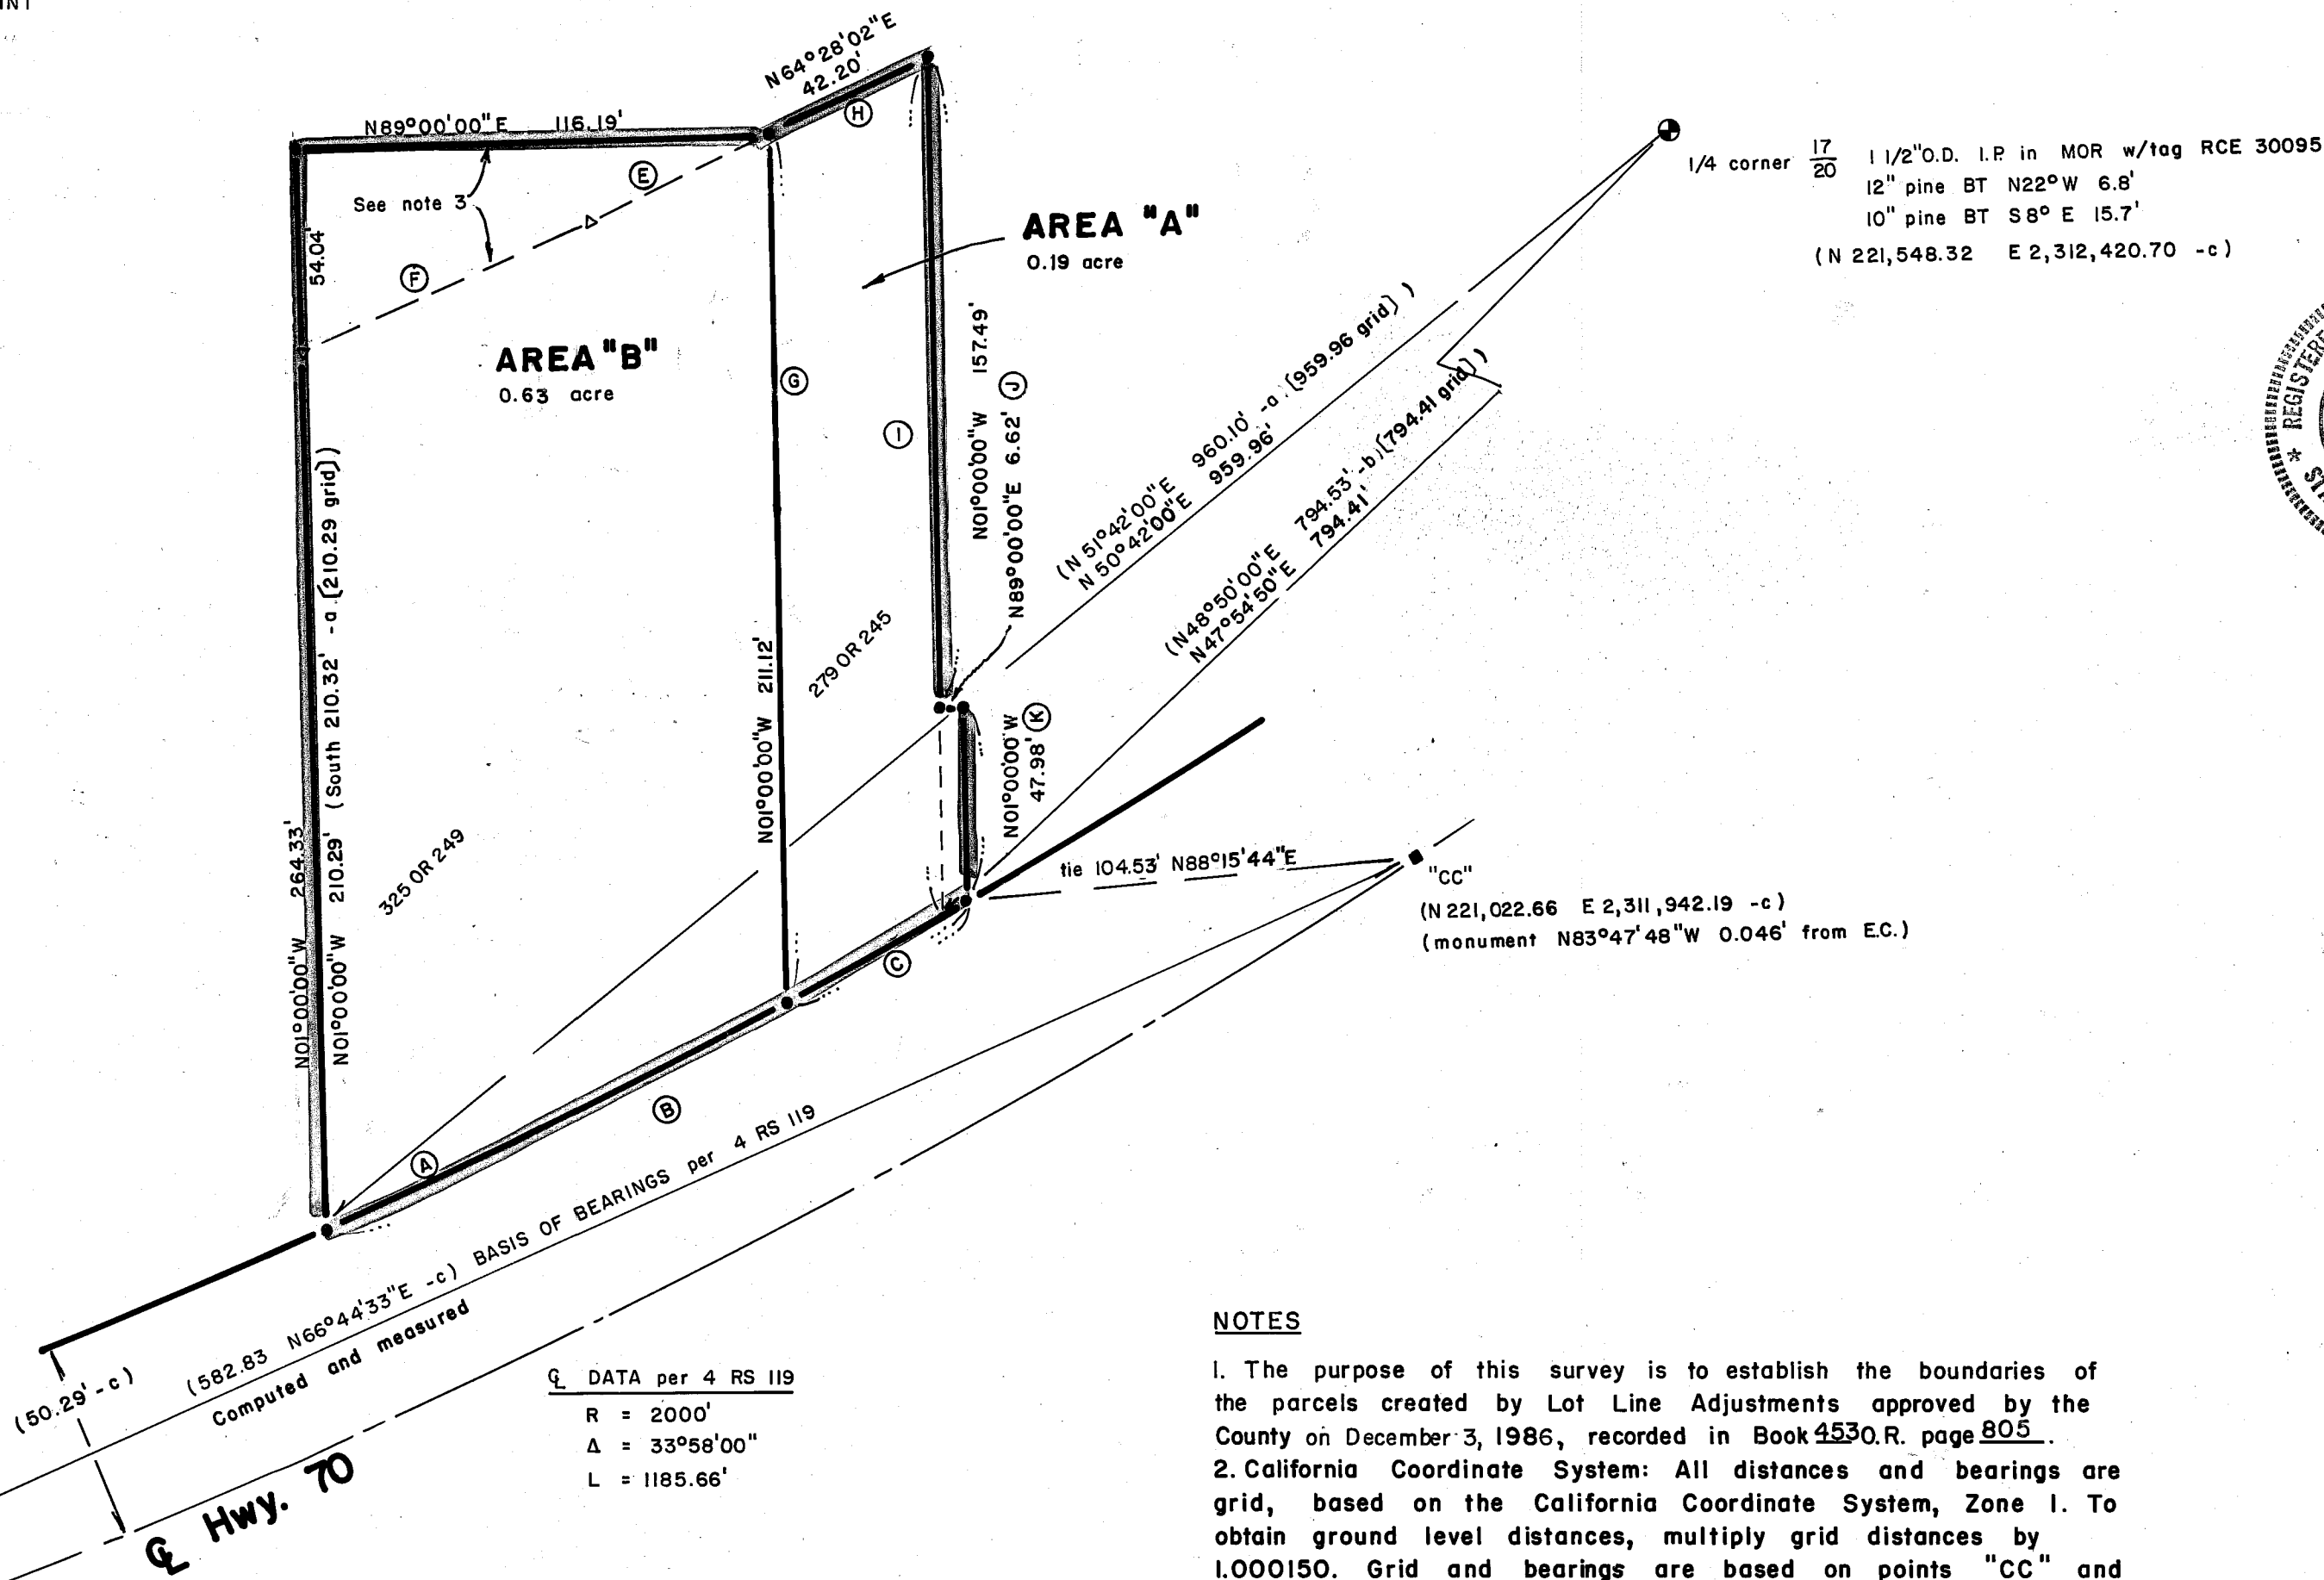 N64°28'02"E
42.20'
H
N89°00'00"E 116.19'
E
See note 3
F
54.04'
AREA "A"
0.19 acre
AREA "B"
0.63 acre
G
I
1/4 corner 17/20 1 1/2"O.D. I.P. in MOR w/tag RCE 30095
12" pine BT N22°W 6.8'
10" pine BT S8°E 15.7'
(N 221,548.32 E 2,312,420.70 -c)
* REGISTERE
N01°00'00"W 157.49'
N89°00'00"E 6.62' J
(N 51°42'00"E 960.10' -a [959.96 grid])
N 50°42'00"E 959.96'
(N48°50'00"E 794.53' -b [794.41 grid])
N47°54'50"E 794.41'
N01°00'00"W 264.33'
N01°00'00"W 210.29' (South 210.32' -a [210.29 grid])
325 OR 249
N01°00'00"W 211.12'
279 OR 245
N01°00'00"W
47.98' K
tie 104.53' N88°15'44"E
"CC"
(N 221,022.66 E 2,311,942.19 -c)
(monument N83°47'48"W 0.046' from E.C.)
C
B
A
(582.83 N66°44'33"E -c) BASIS OF BEARINGS per 4 RS 119
Computed and measured
(50.29' -c)
℄ Hwy. 70
℄ DATA per 4 RS 119
R = 2000'
Δ = 33°58'00"
L = 1185.66'
NOTES
1. The purpose of this survey is to establish the boundaries of
the parcels created by Lot Line Adjustments approved by the
County on December 3, 1986, recorded in Book 453 O.R. page 805.
2. California Coordinate System: All distances and bearings are
grid, based on the California Coordinate System, Zone 1. To
obtain ground level distances, multiply grid distances by
1.000150. Grid and bearings are based on points "CC" and